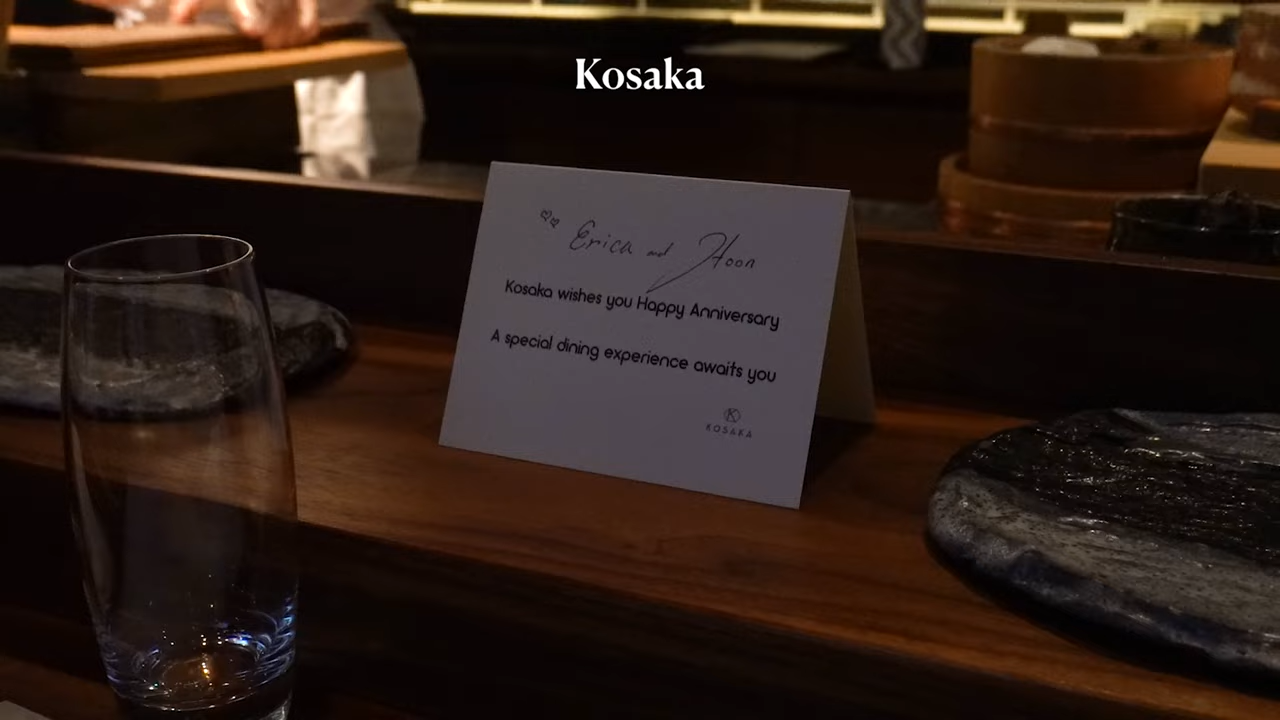 Kosaka
Erica and Hoon
Kosaka wishes you Happy Anniversary
A special dining experience awaits you
KOSAKA